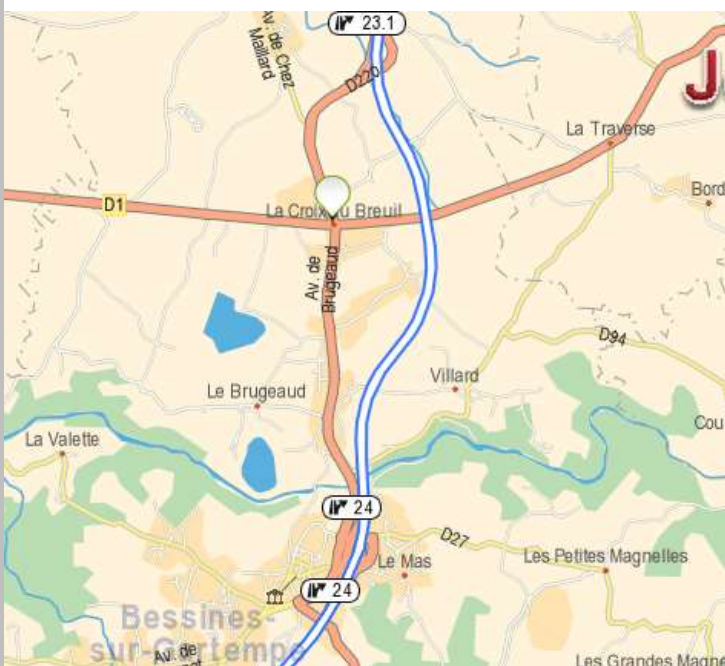 23.1
Av. de Chez
Maillard
D220
J
La Traverse
D1
La Croix du Breuil
Bord
Av. de
Brugeaud
D94
Le Brugeaud
Villard
La Valette
Cou
24
D27
Le Mas
Les Petites Magnelles
24
Bessines-
sur-Gartempe
Av. de
Les Grandes Magne